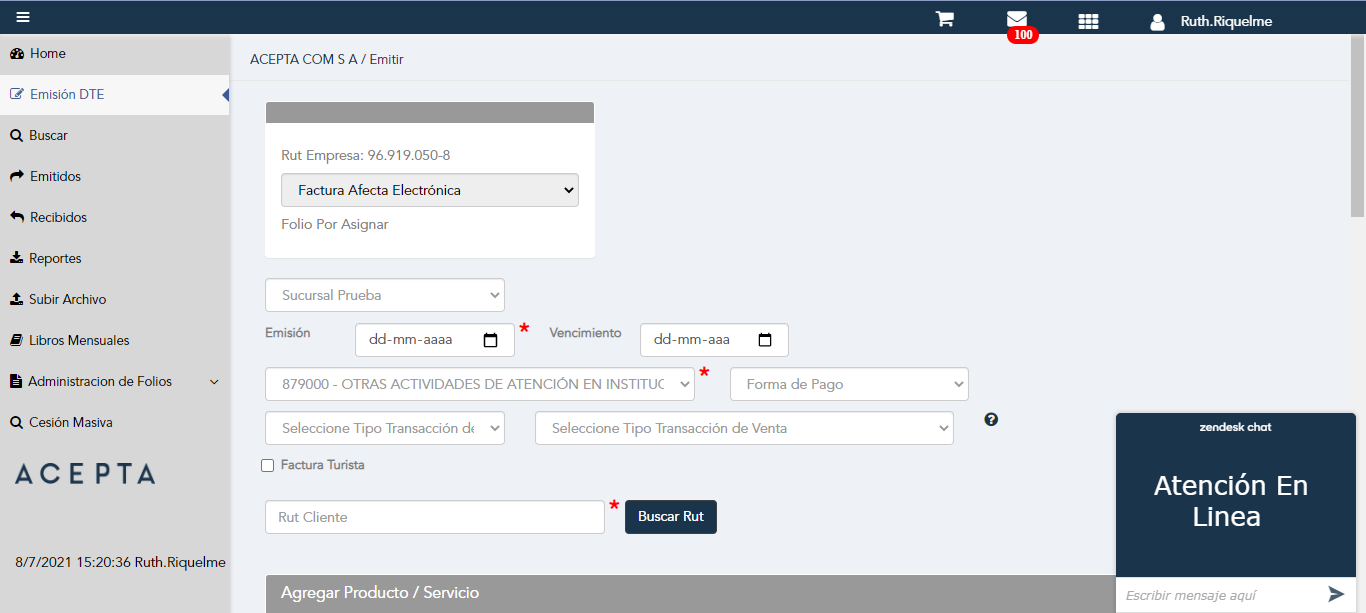 Ruth.Riquelme
100
Home
Emisión DTE
Buscar
Emitidos
Recibidos
Reportes
Subir Archivo
Libros Mensuales
Administracion de Folios
Cesión Masiva
ACEPTA
8/7/2021 15:20:36 Ruth.Riquelme
ACEPTA COM S A / Emitir
Rut Empresa: 96.919.050-8
Factura Afecta Electrónica
Folio Por Asignar
Sucursal Prueba
Emisión dd-mm-aaaa * Vencimiento dd-mm-aaa
879000 - OTRAS ACTIVIDADES DE ATENCIÓN EN INSTITUC * Forma de Pago
Seleccione Tipo Transacción de Seleccione Tipo Transacción de Venta ?
Factura Turista
Rut Cliente * Buscar Rut
Agregar Producto / Servicio
zendesk chat
Atención En
Linea
Escribir mensaje aquí